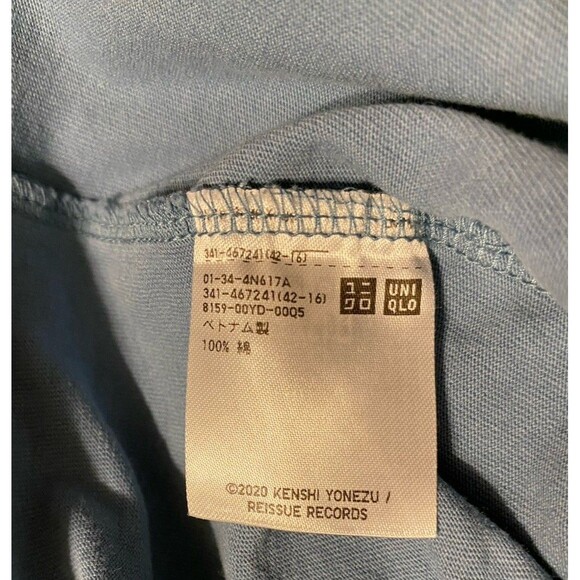 341-467241(42-16)
01-34-4N617A
341-467241(42-16)
8159-00YD-00Q5
ベトナム製
100% 綿
ユニ
クロ
UNI
QLO
©2020 KENSHI YONEZU /
REISSUE RECORDS